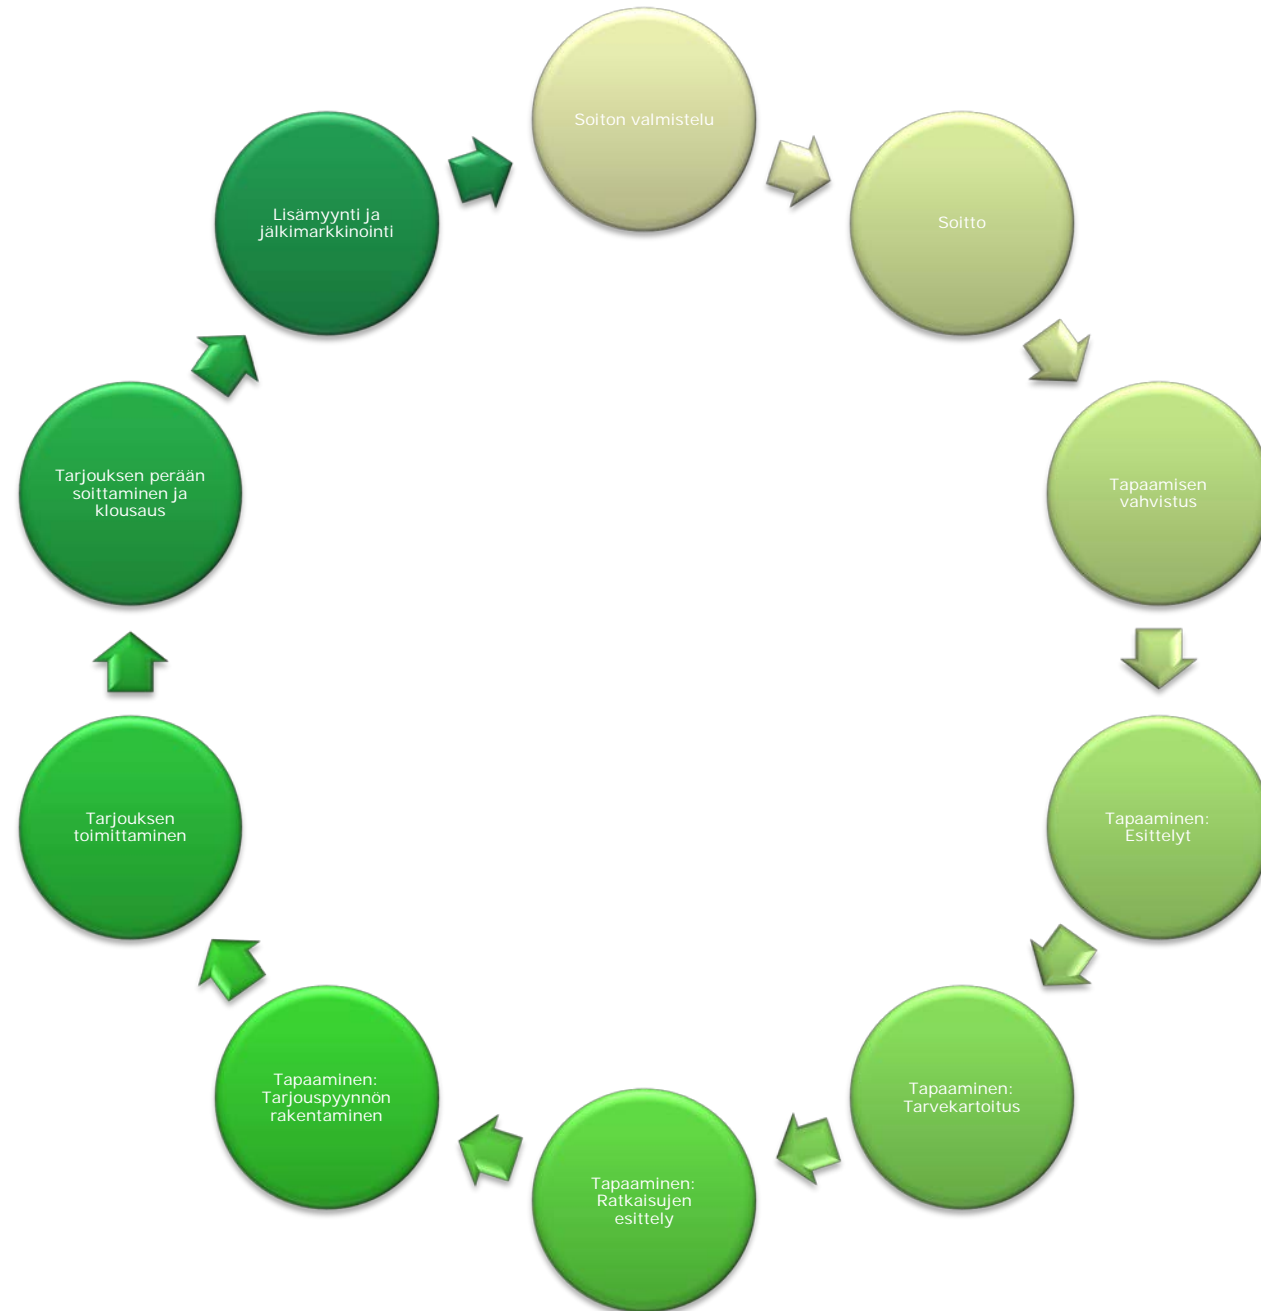 Soiton valmistelu
Soitto
Tapaamisen
vahvistus
Tapaaminen:
Esittelyt
Tapaaminen:
Tarvekartoitus
Tapaaminen:
Ratkaisujen
esittely
Tapaaminen:
Tarjouspyynnön
rakentaminen
Tarjouksen
toimittaminen
Tarjouksen perään
soittaminen ja
klousaus
Lisämyynti ja
jälkimarkkinointi